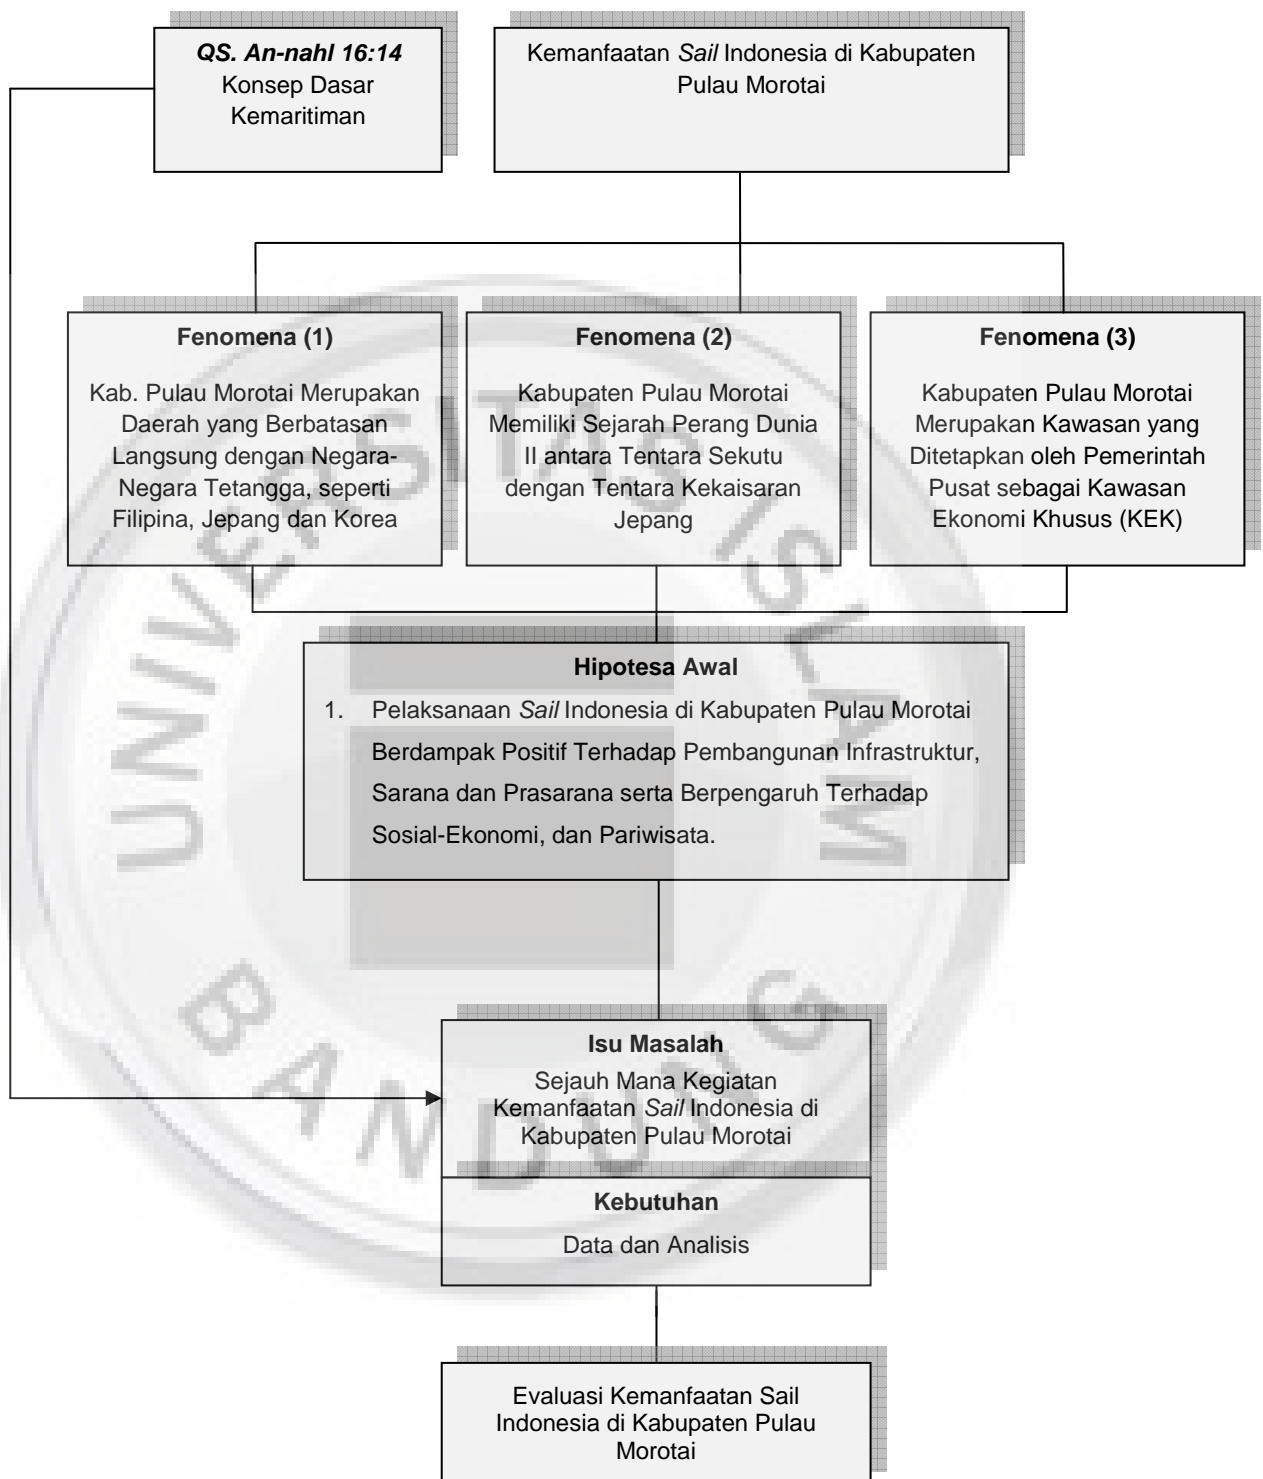 QS. An-nahl 16:14
Konsep Dasar
Kemaritiman
Kemanfaatan Sail Indonesia di Kabupaten
Pulau Morotai
Fenomena (1)
Kab. Pulau Morotai Merupakan
Daerah yang Berbatasan
Langsung dengan Negara-
Negara Tetangga, seperti
Filipina, Jepang dan Korea
Fenomena (2)
Kabupaten Pulau Morotai
Memiliki Sejarah Perang Dunia
II antara Tentara Sekutu
dengan Tentara Kekaisaran
Jepang
Fenomena (3)
Kabupaten Pulau Morotai
Merupakan Kawasan yang
Ditetapkan oleh Pemerintah
Pusat sebagai Kawasan
Ekonomi Khusus (KEK)
Hipotesa Awal
1. Pelaksanaan Sail Indonesia di Kabupaten Pulau Morotai
Berdampak Positif Terhadap Pembangunan Infrastruktur,
Sarana dan Prasarana serta Berpengaruh Terhadap
Sosial-Ekonomi, dan Pariwisata.
Isu Masalah
Sejauh Mana Kegiatan
Kemanfaatan Sail Indonesia di
Kabupaten Pulau Morotai
Kebutuhan
Data dan Analisis
Evaluasi Kemanfaatan Sail
Indonesia di Kabupaten Pulau
Morotai
UNIVERSITAS ISLAM
BANDUNG